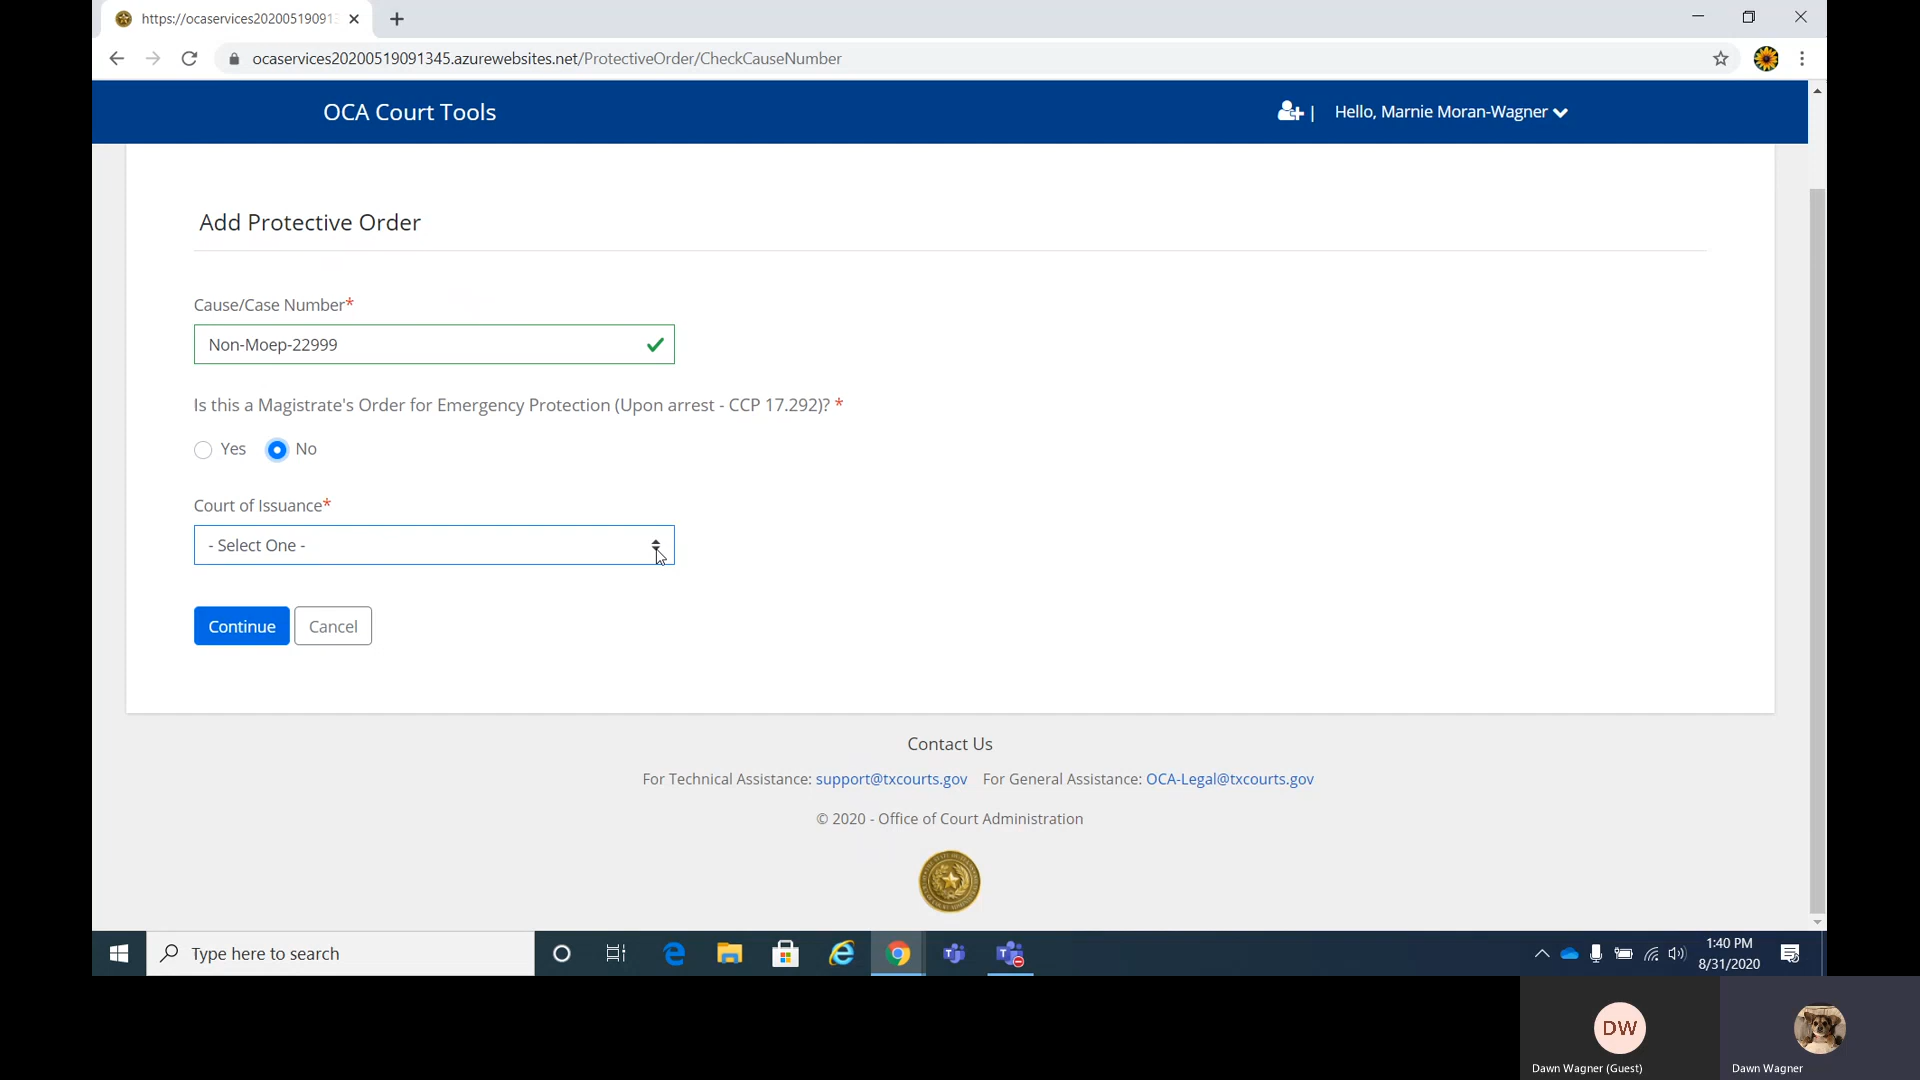 https://ocaservices20200519091
ocaservices20200519091345.azurewebsites.net/ProtectiveOrder/CheckCauseNumber
OCA Court Tools
| Hello, Marnie Moran-Wagner
Add Protective Order
Cause/Case Number*
Non-Moep-22999
Is this a Magistrate's Order for Emergency Protection (Upon arrest - CCP 17.292)? *
Yes No
Court of Issuance*
- Select One -
Continue Cancel
Contact Us
For Technical Assistance: support@txcourts.gov For General Assistance: OCA-Legal@txcourts.gov
© 2020 - Office of Court Administration
Type here to search
1:40 PM
8/31/2020
DW
Dawn Wagner (Guest)
Dawn Wagner